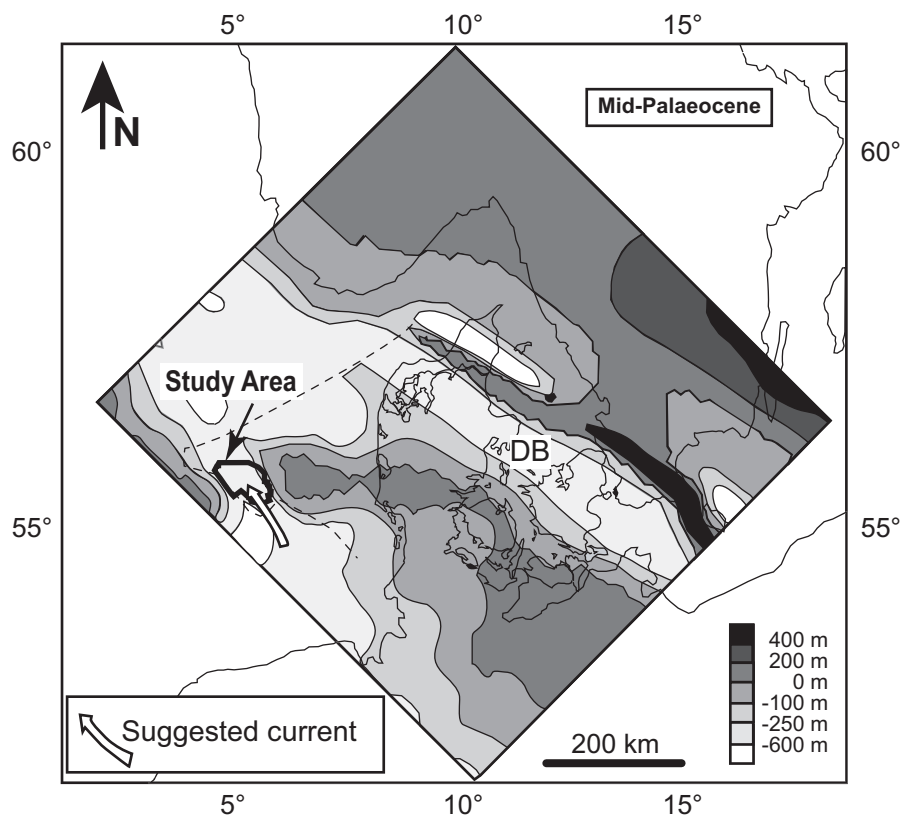 5° 10° 15°
N
Mid-Palaeocene
60° 60°
Study Area
DB
55° 55°
400 m
200 m
0 m
-100 m
-250 m
-600 m
Suggested current
200 km
5° 10° 15°